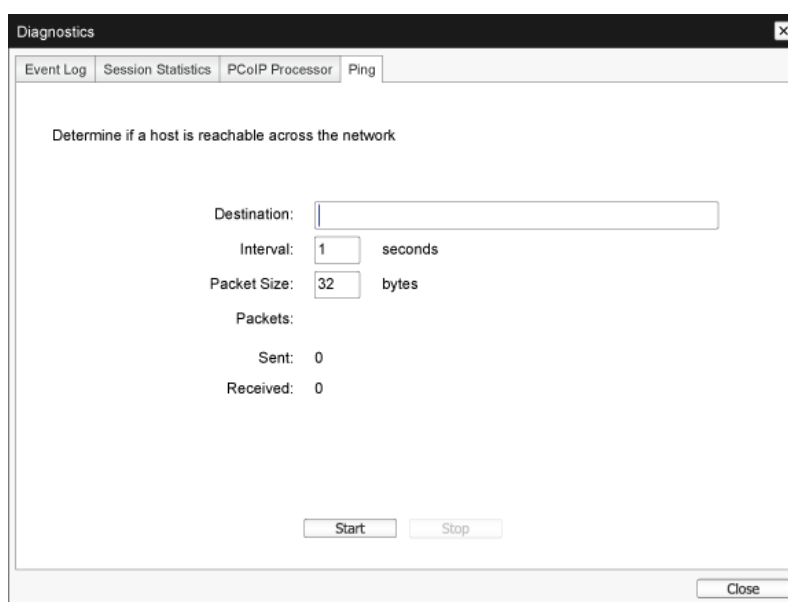 Diagnostics
Event Log Session Statistics PCoIP Processor Ping
Determine if a host is reachable across the network
Destination:
Interval: 1 seconds
Packet Size: 32 bytes
Packets:
Sent: 0
Received: 0
Start Stop
Close